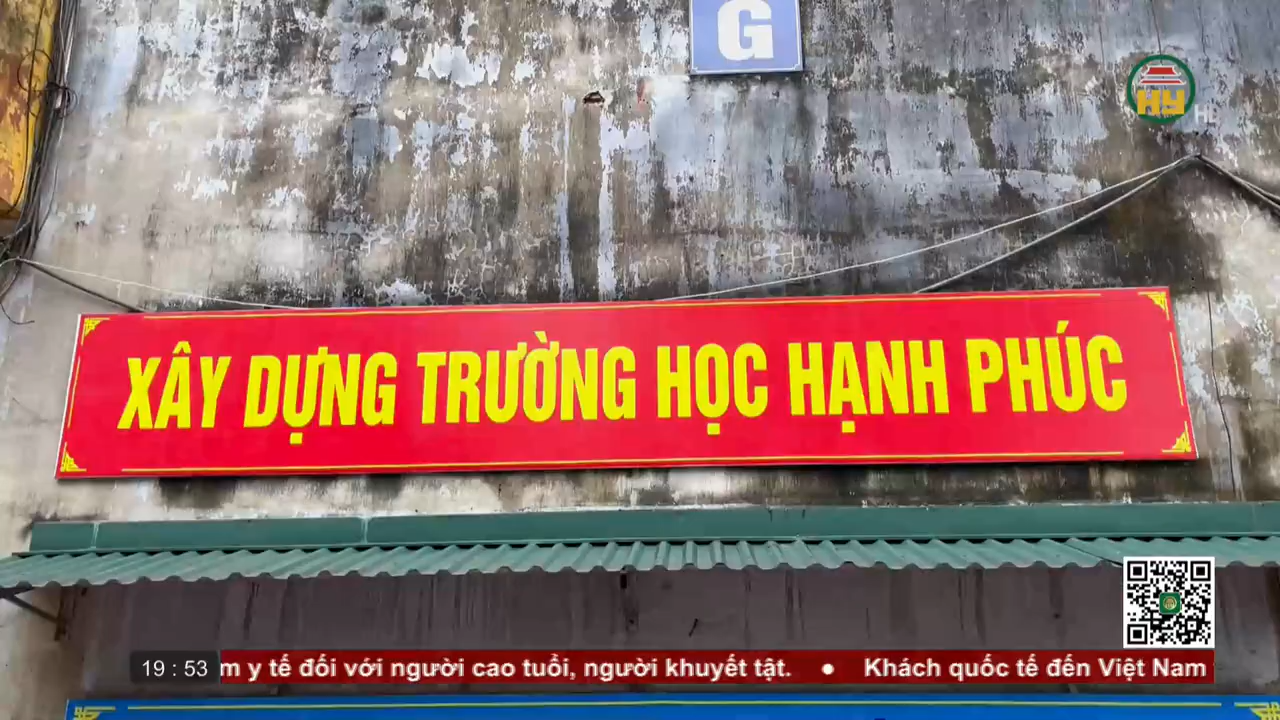 G
HY
XÂY DỰNG TRƯỜNG HỌC HẠNH PHÚC
19 : 53
m y tế đối với người cao tuổi, người khuyết tật. • Khách quốc tế đến Việt Nam